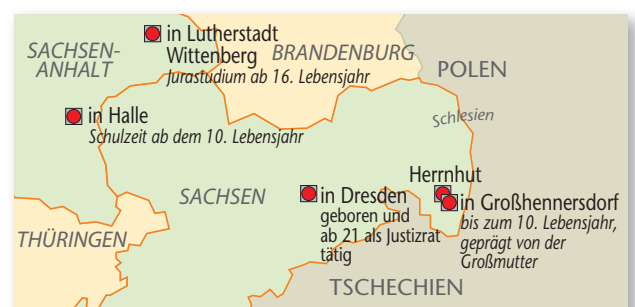 in Lutherstadt
Wittenberg
Jurastudium ab 16. Lebensjahr
SACHSEN-
ANHALT
BRANDENBURG
POLEN
in Halle
Schulzeit ab dem 10. Lebensjahr
Schlesien
Herrnhut
SACHSEN
in Dresden
geboren und
ab 21 als Justizrat
tätig
in Großhennersdorf
bis zum 10. Lebensjahr,
geprägt von der
Großmutter
THÜRINGEN
TSCHECHIEN